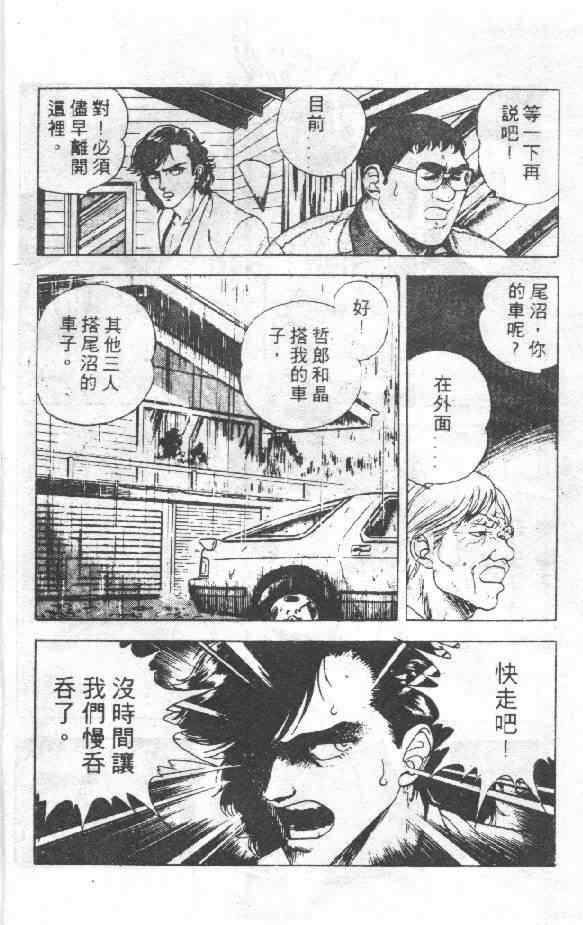 等一下再
說吧！
目前....
對！必須
儘早離開
這裡。
尾沼，你
的車呢？
在外面....
好！
哲郎和晶
搭我的車
子，
其他三人
搭尾沼的
車子。
快走吧！
沒時間讓
我們慢吞
吞了。